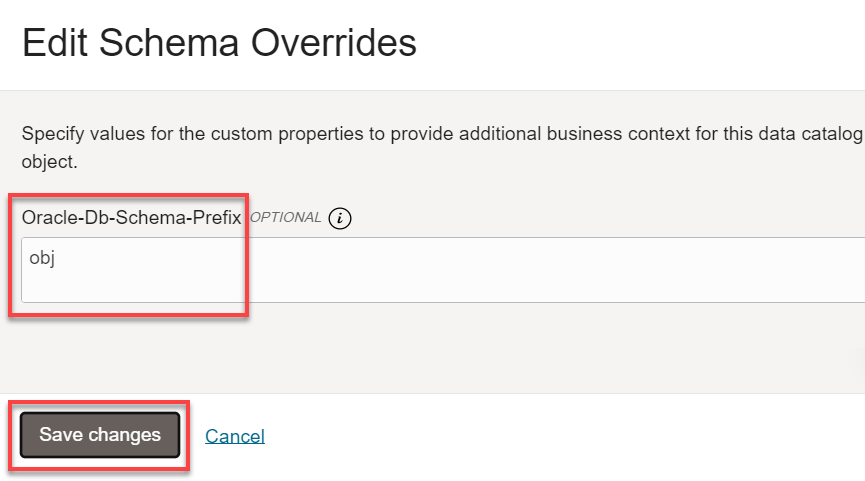 Edit Schema Overrides
Specify values for the custom properties to provide additional business context for this data catalog
object.
Oracle-Db-Schema-Prefix OPTIONAL i
obj
Save changes Cancel